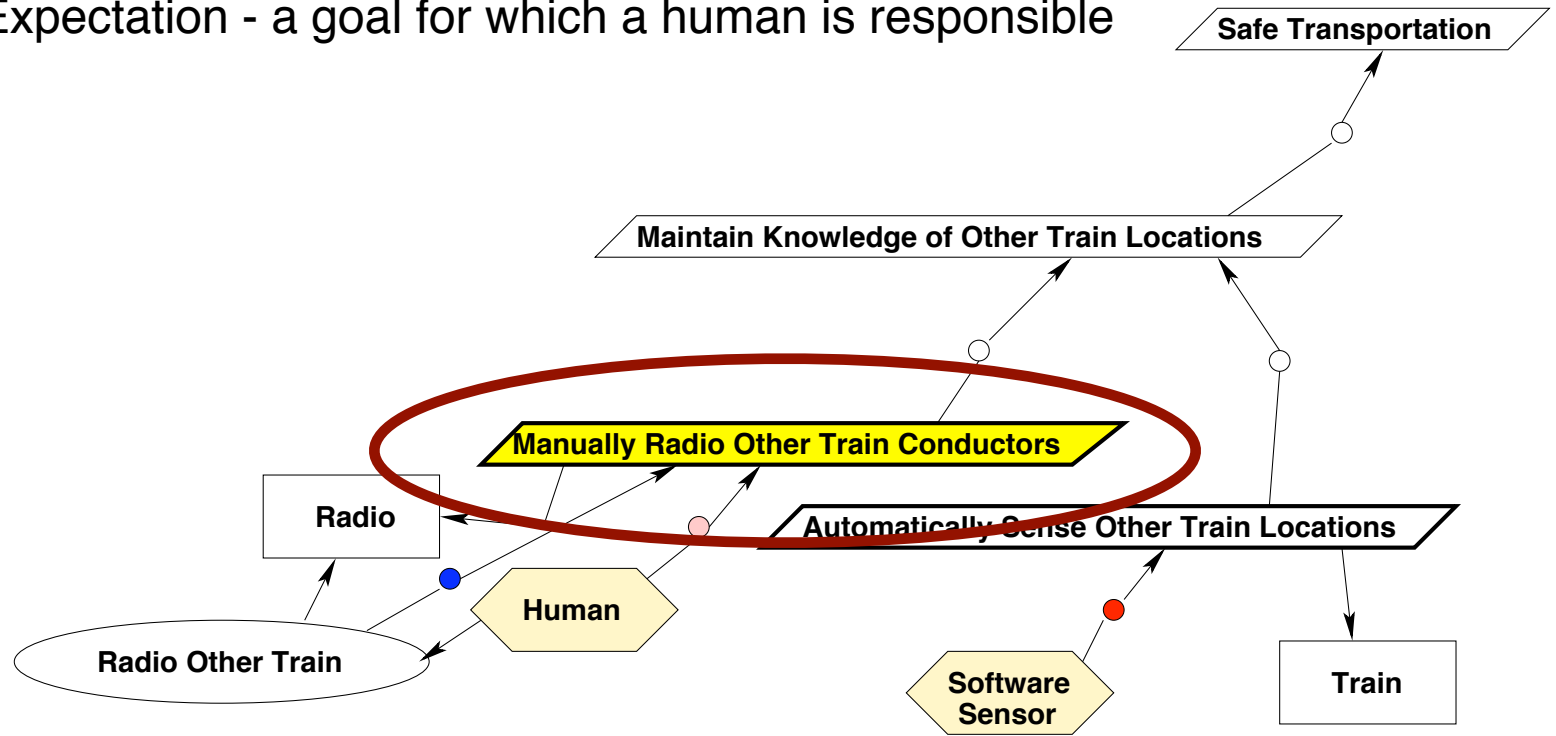 Expectation - a goal for which a human is responsible
Safe Transportation
Maintain Knowledge of Other Train Locations
Manually Radio Other Train Conductors
Radio
Automatically Sense Other Train Locations
Human
Radio Other Train
Software
Sensor
Train